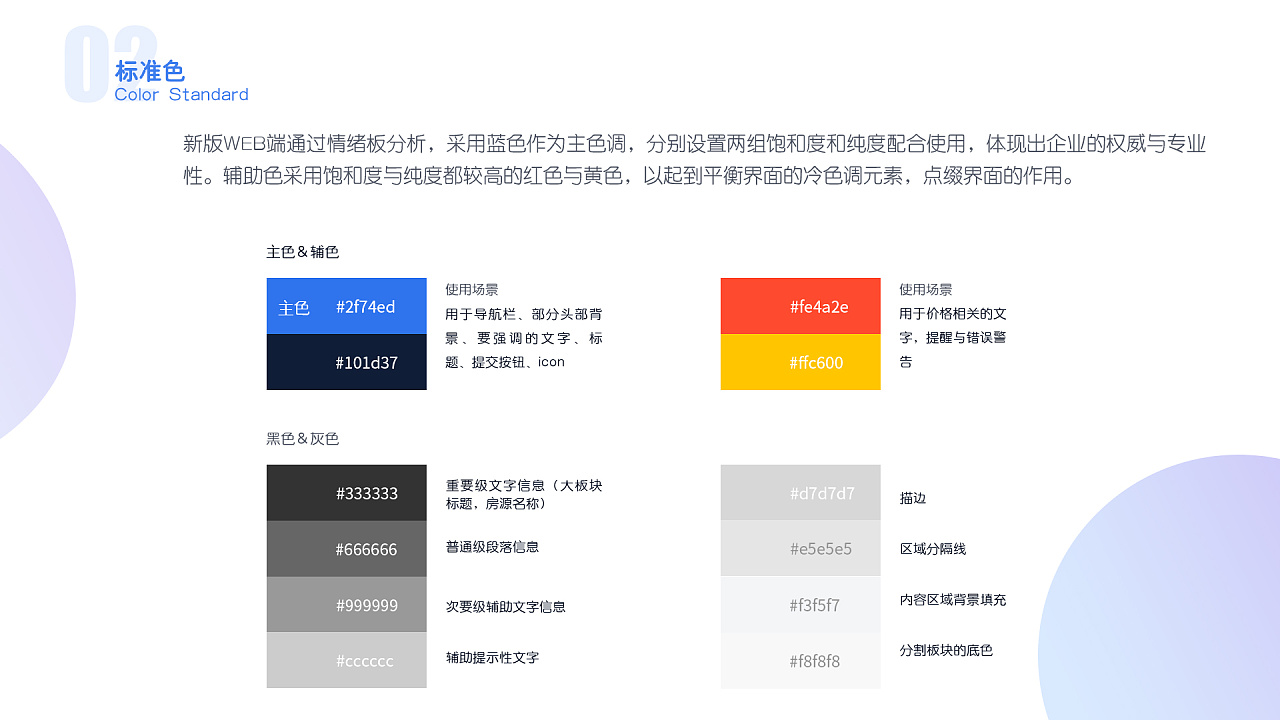 02
标准色
Color Standard
新版WEB端通过情绪板分析，采用蓝色作为主色调，分别设置两组饱和度和纯度配合使用，体现出企业的权威与专业
性。辅助色采用饱和度与纯度都较高的红色与黄色，以起到平衡界面的冷色调元素，点缀界面的作用。
主色&辅色
主色 #2f74ed
#101d37
使用场景
用于导航栏、部分头部背
景、要强调的文字、标
题、提交按钮、icon
#fe4a2e
#ffc600
使用场景
用于价格相关的文
字，提醒与错误警
告
黑色&灰色
#333333
重要级文字信息（大板块
标题，房源名称）
#666666
普通级段落信息
#999999
次要级辅助文字信息
#cccccc
辅助提示性文字
#d7d7d7
描边
#e5e5e5
区域分隔线
#f3f5f7
内容区域背景填充
#f8f8f8
分割板块的底色